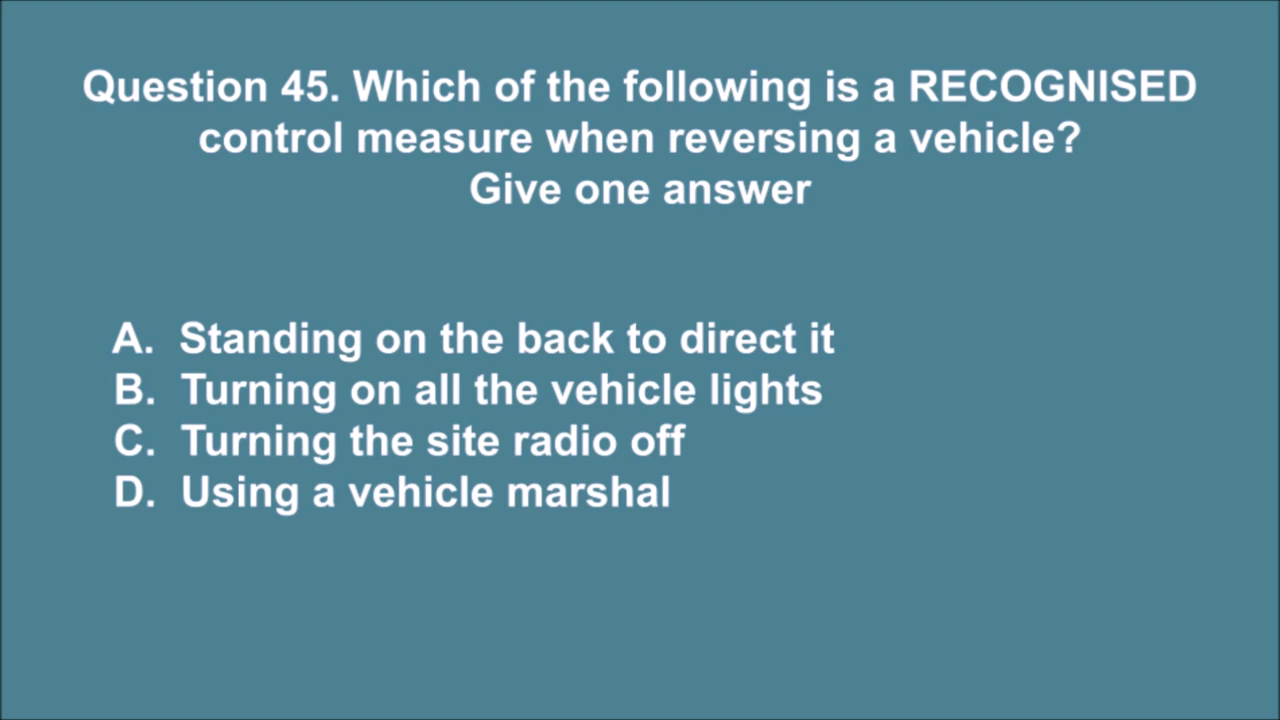 Question 45. Which of the following is a RECOGNISED
control measure when reversing a vehicle?
Give one answer
A. Standing on the back to direct it
B. Turning on all the vehicle lights
C. Turning the site radio off
D. Using a vehicle marshal